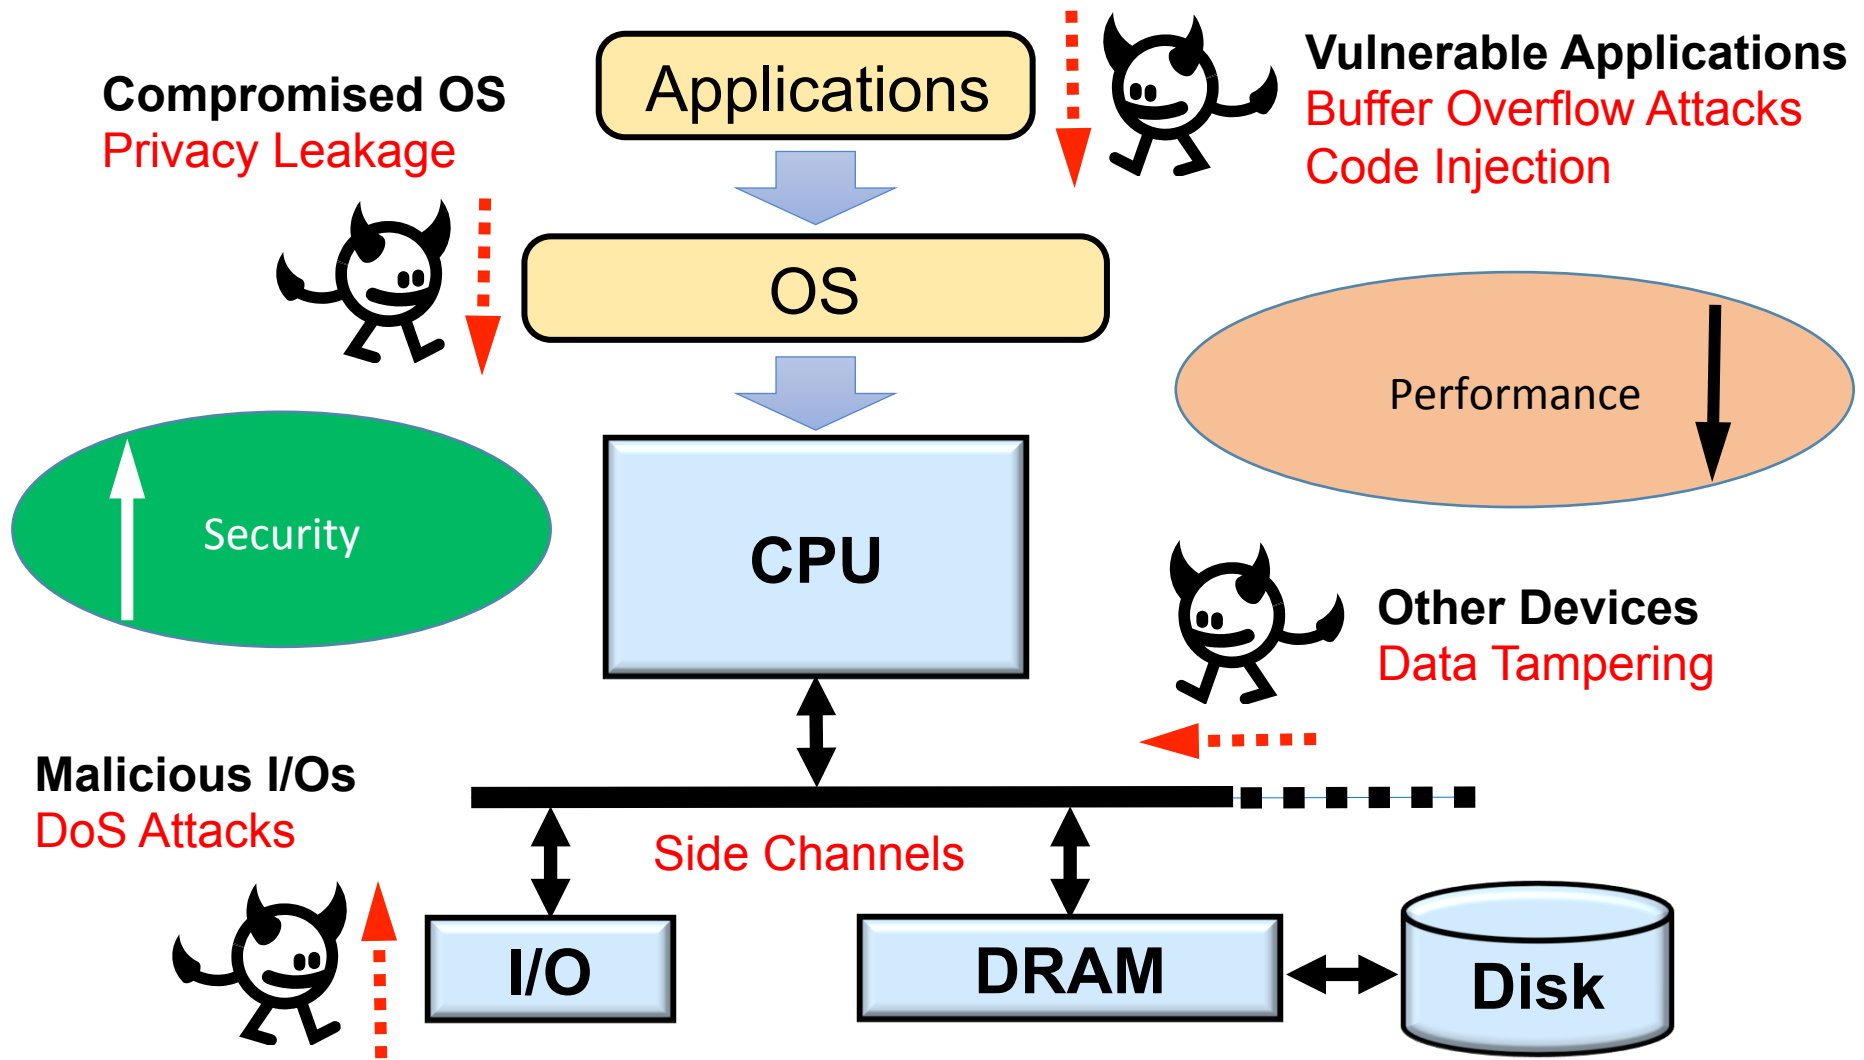 Applications
Vulnerable Applications
Buffer Overflow Attacks
Code Injection
Compromised OS
Privacy Leakage
OS
Performance
Security
CPU
Other Devices
Data Tampering
Malicious I/Os
DoS Attacks
Side Channels
I/O
DRAM
Disk